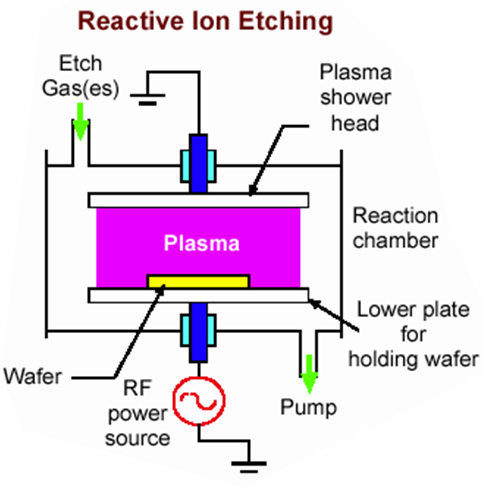 Reactive Ion Etching
Etch
Gas(es)
Plasma
shower
head
Plasma
Reaction
chamber
Lower plate
for
holding wafer
Wafer
RF
power
source
Pump